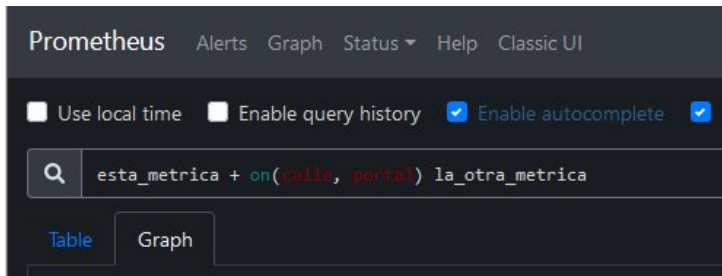 Prometheus Alerts Graph Status Help Classic UI
Use local time Enable query history Enable autocomplete
esta_metrica + on(calle, portal) la_otra_metrica
Table Graph